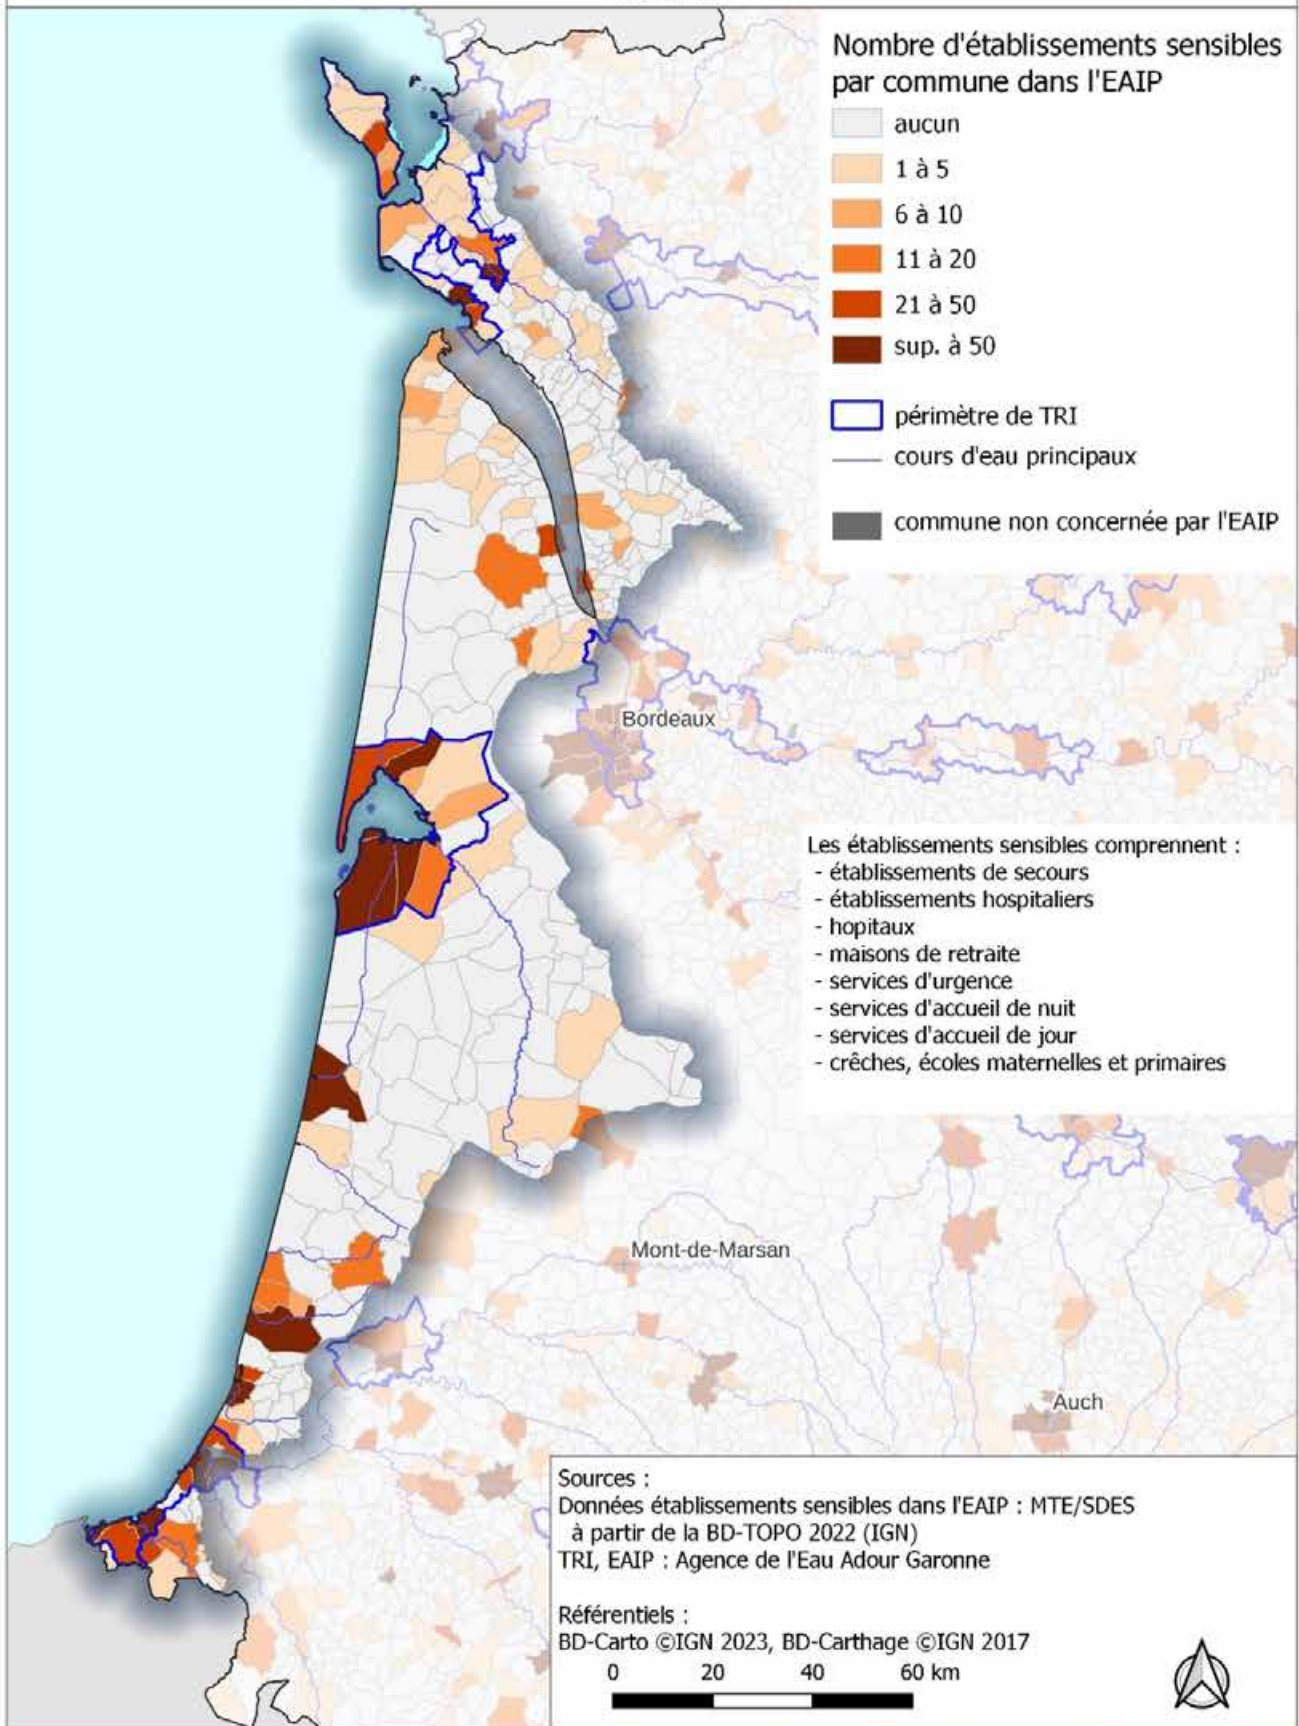 Nombre d'établissements sensibles
par commune dans l'EAIP
aucun
1 à 5
6 à 10
11 à 20
21 à 50
sup. à 50
périmètre de TRI
cours d'eau principaux
commune non concernée par l'EAIP
Bordeaux
Les établissements sensibles comprennent :
- établissements de secours
- établissements hospitaliers
- hopitaux
- maisons de retraite
- services d'urgence
- services d'accueil de nuit
- services d'accueil de jour
- crêches, écoles maternelles et primaires
Mont-de-Marsan
Auch
Sources :
Données établissements sensibles dans l'EAIP : MTE/SDES
à partir de la BD-TOPO 2022 (IGN)
TRI, EAIP : Agence de l'Eau Adour Garonne
Référentiels :
BD-Carto ©IGN 2023, BD-Carthage ©IGN 2017
0 20 40 60 km